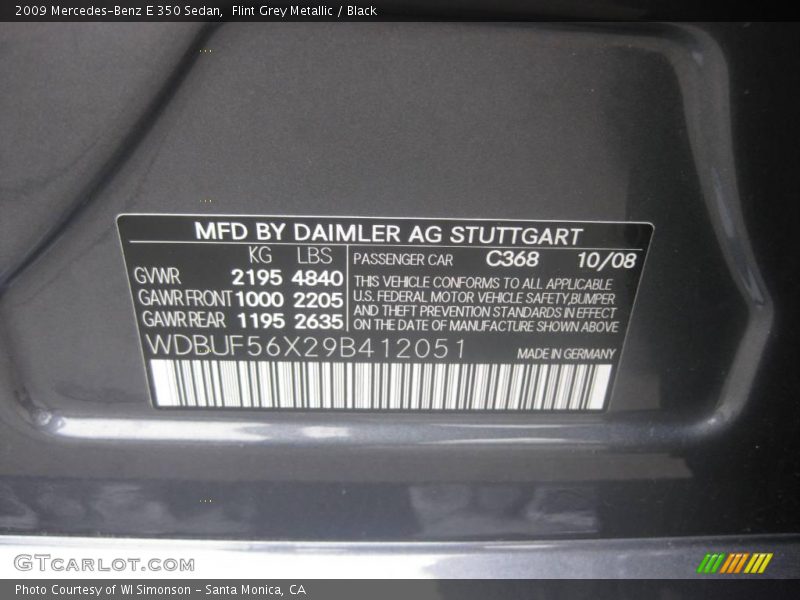 2009 Mercedes-Benz E 350 Sedan,  Flint Grey Metallic / Black
MFD BY DAIMLER AG STUTTGART
KG LBS
GVWR 2195 4840
GAWR FRONT 1000 2205
GAWR REAR 1195 2635
PASSENGER CAR C368 10/08
THIS VEHICLE CONFORMS TO ALL APPLICABLE
U.S. FEDERAL MOTOR VEHICLE SAFETY,BUMPER
AND THEFT PREVENTION STANDARDS IN EFFECT
ON THE DATE OF MANUFACTURE SHOWN ABOVE
WDBUF56X29B412051
MADE IN GERMANY
GTCARLOT.COM
Photo Courtesy of WI Simonson - Santa Monica, CA